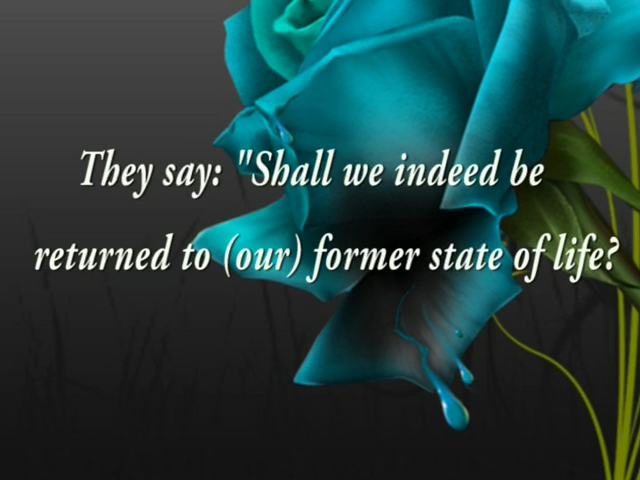 They say: "Shall we indeed be
returned to (our) former state of life?